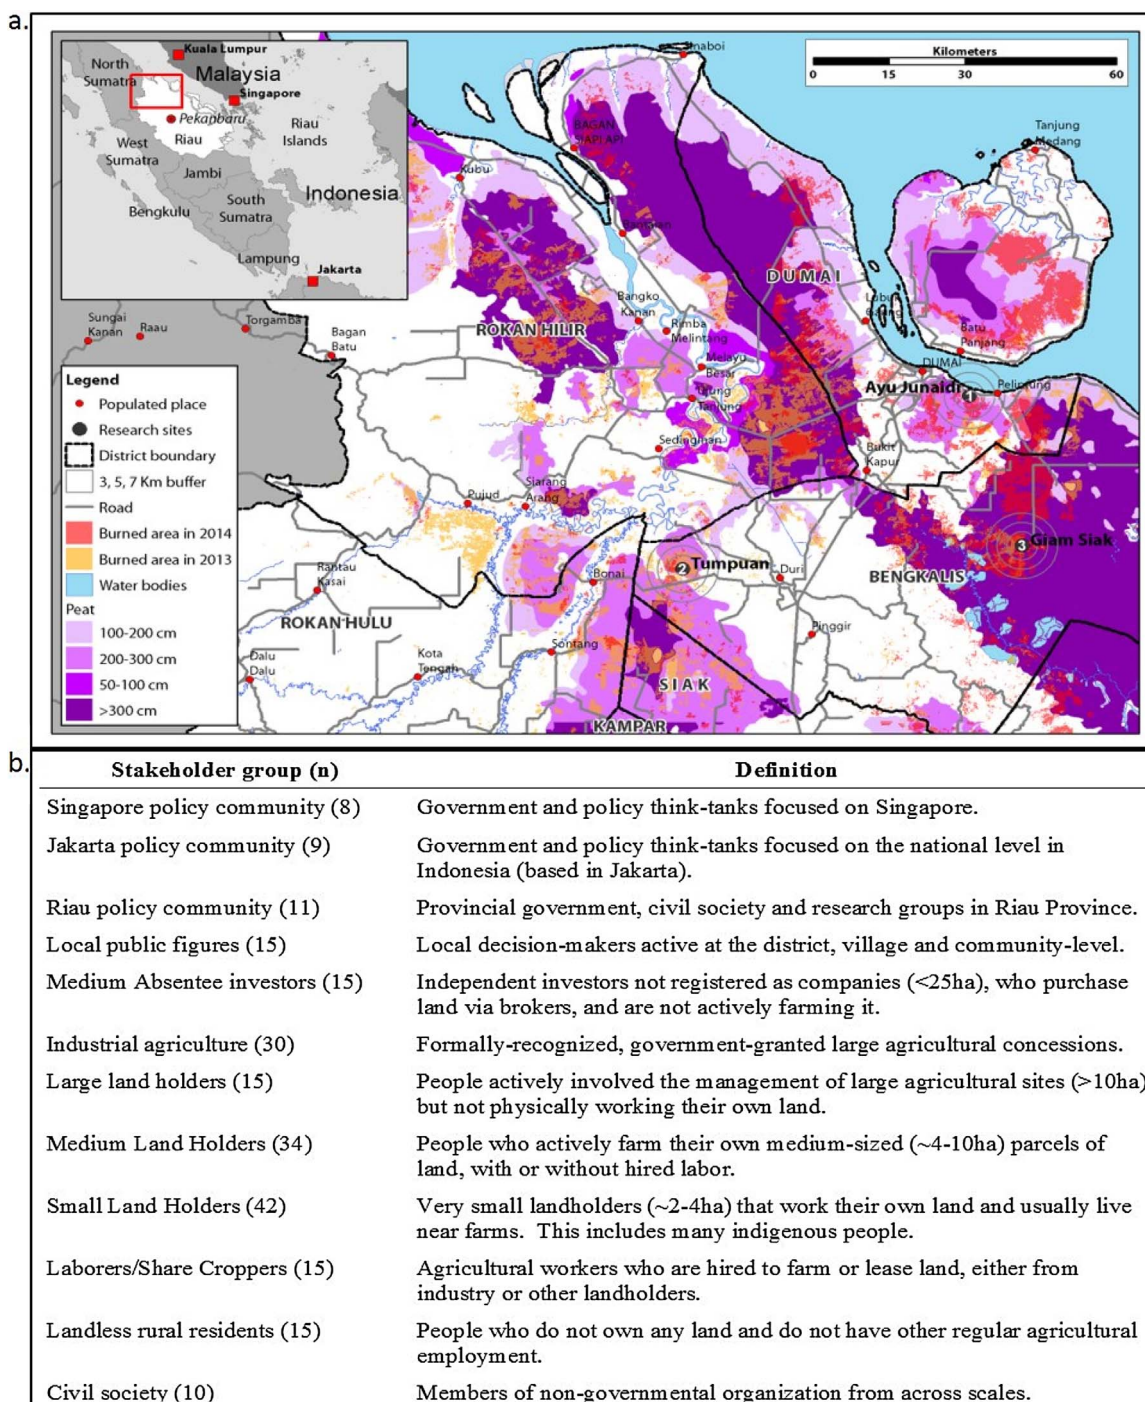 a.
Kilometers
0 15 30 60
North
Sumatra
Kuala Lumpur
Malaysia
Singapore
Pekanbaru
Riau
Riau
Islands
West
Sumatra
Jambi
Indonesia
South
Sumatra
Bengkulu
Lampung
Jakarta
BAGAN
SIAPI API
Tanjung
Medang
Kubu
DUMAI
Bangko
Kanan
Rimba
Melintang
ROKAN HILIR
Batu
Panjang
Sungai
Kanan
Raau
Torgamba
Bagan
Batu
Melayu
Besar
Tanjung
DUMAI
Ayu Junaidi
1
Sedinginan
Bukit
Kapur
Siarang
Arang
Pujud
3
Giam Siak
2
Tumpuan
Duri
BENGKALIS
Rantau
Kasai
Bonai
ROKAN HULU
Pinggir
Dalu
Dalu
Kota
Tengah
Sontang
SIAK
KAMPAR
Legend
Populated place
Research sites
District boundary
3, 5, 7 Km buffer
Road
Burned area in 2014
Burned area in 2013
Water bodies
Peat
100-200 cm
200-300 cm
50-100 cm
>300 cm
b.
Stakeholder group (n) Definition
Singapore policy community (8) Government and policy think-tanks focused on Singapore.
Jakarta policy community (9) Government and policy think-tanks focused on the national level in
Indonesia (based in Jakarta).
Riau policy community (11) Provincial government, civil society and research groups in Riau Province.
Local public figures (15) Local decision-makers active at the district, village and community-level.
Medium Absentee investors (15) Independent investors not registered as companies (<25ha), who purchase
land via brokers, and are not actively farming it.
Industrial agriculture (30) Formally-recognized, government-granted large agricultural concessions.
Large land holders (15) People actively involved the management of large agricultural sites (>10ha)
but not physically working their own land.
Medium Land Holders (34) People who actively farm their own medium-sized (~4-10ha) parcels of
land, with or without hired labor.
Small Land Holders (42) Very small landholders (~2-4ha) that work their own land and usually live
near farms. This includes many indigenous people.
Laborers/Share Croppers (15) Agricultural workers who are hired to farm or lease land, either from
industry or other landholders.
Landless rural residents (15) People who do not own any land and do not have other regular agricultural
employment.
Civil society (10) Members of non-governmental organization from across scales.